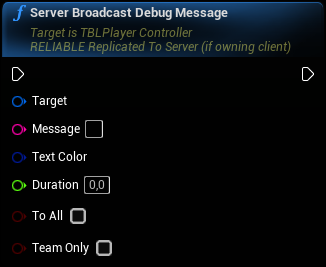 Server Broadcast Debug Message
Target is TBLPlayer Controller
RELIABLE Replicated To Server (if owning client)
Target
Message
Text Color
Duration 0,0
To All
Team Only